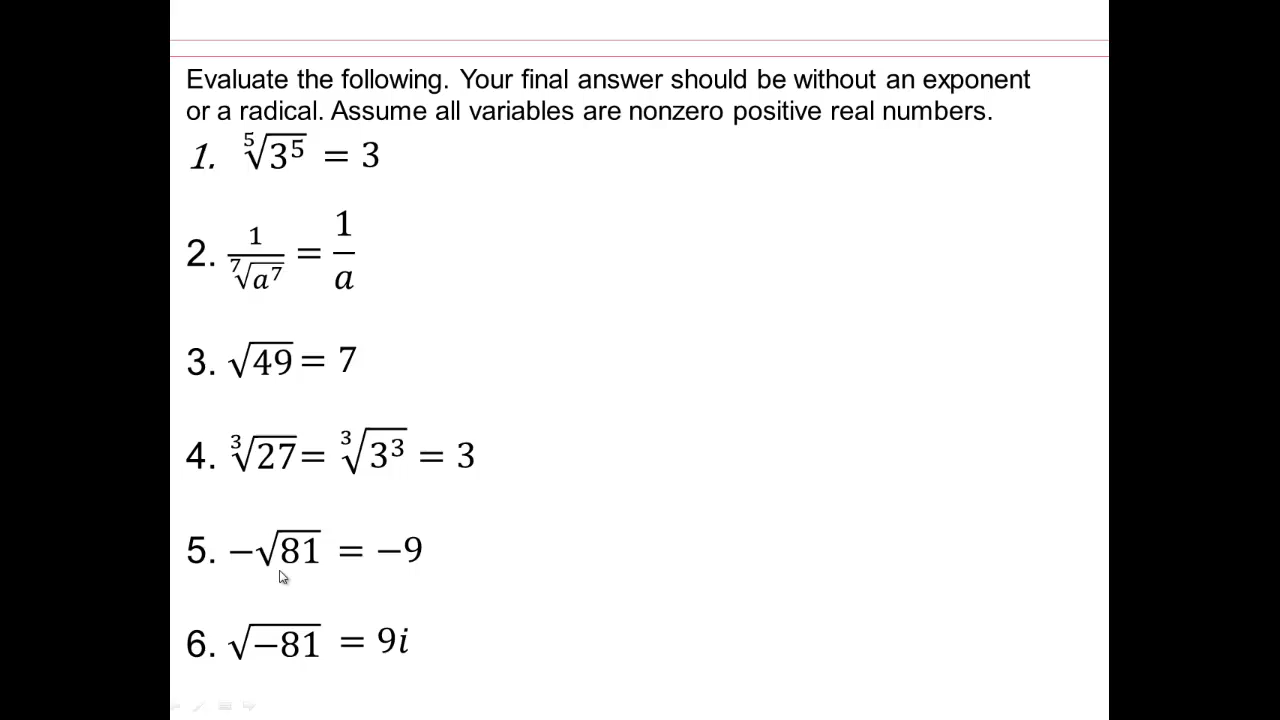 Evaluate the following. Your final answer should be without an exponent
or a radical. Assume all variables are nonzero positive real numbers.
1. ⁵√3⁵ = 3
2. 1/⁷√a⁷ = 1/a
3. √49 = 7
4. ³√27 = ³√3³ = 3
5. −√81 = −9
6. √−81 = 9i